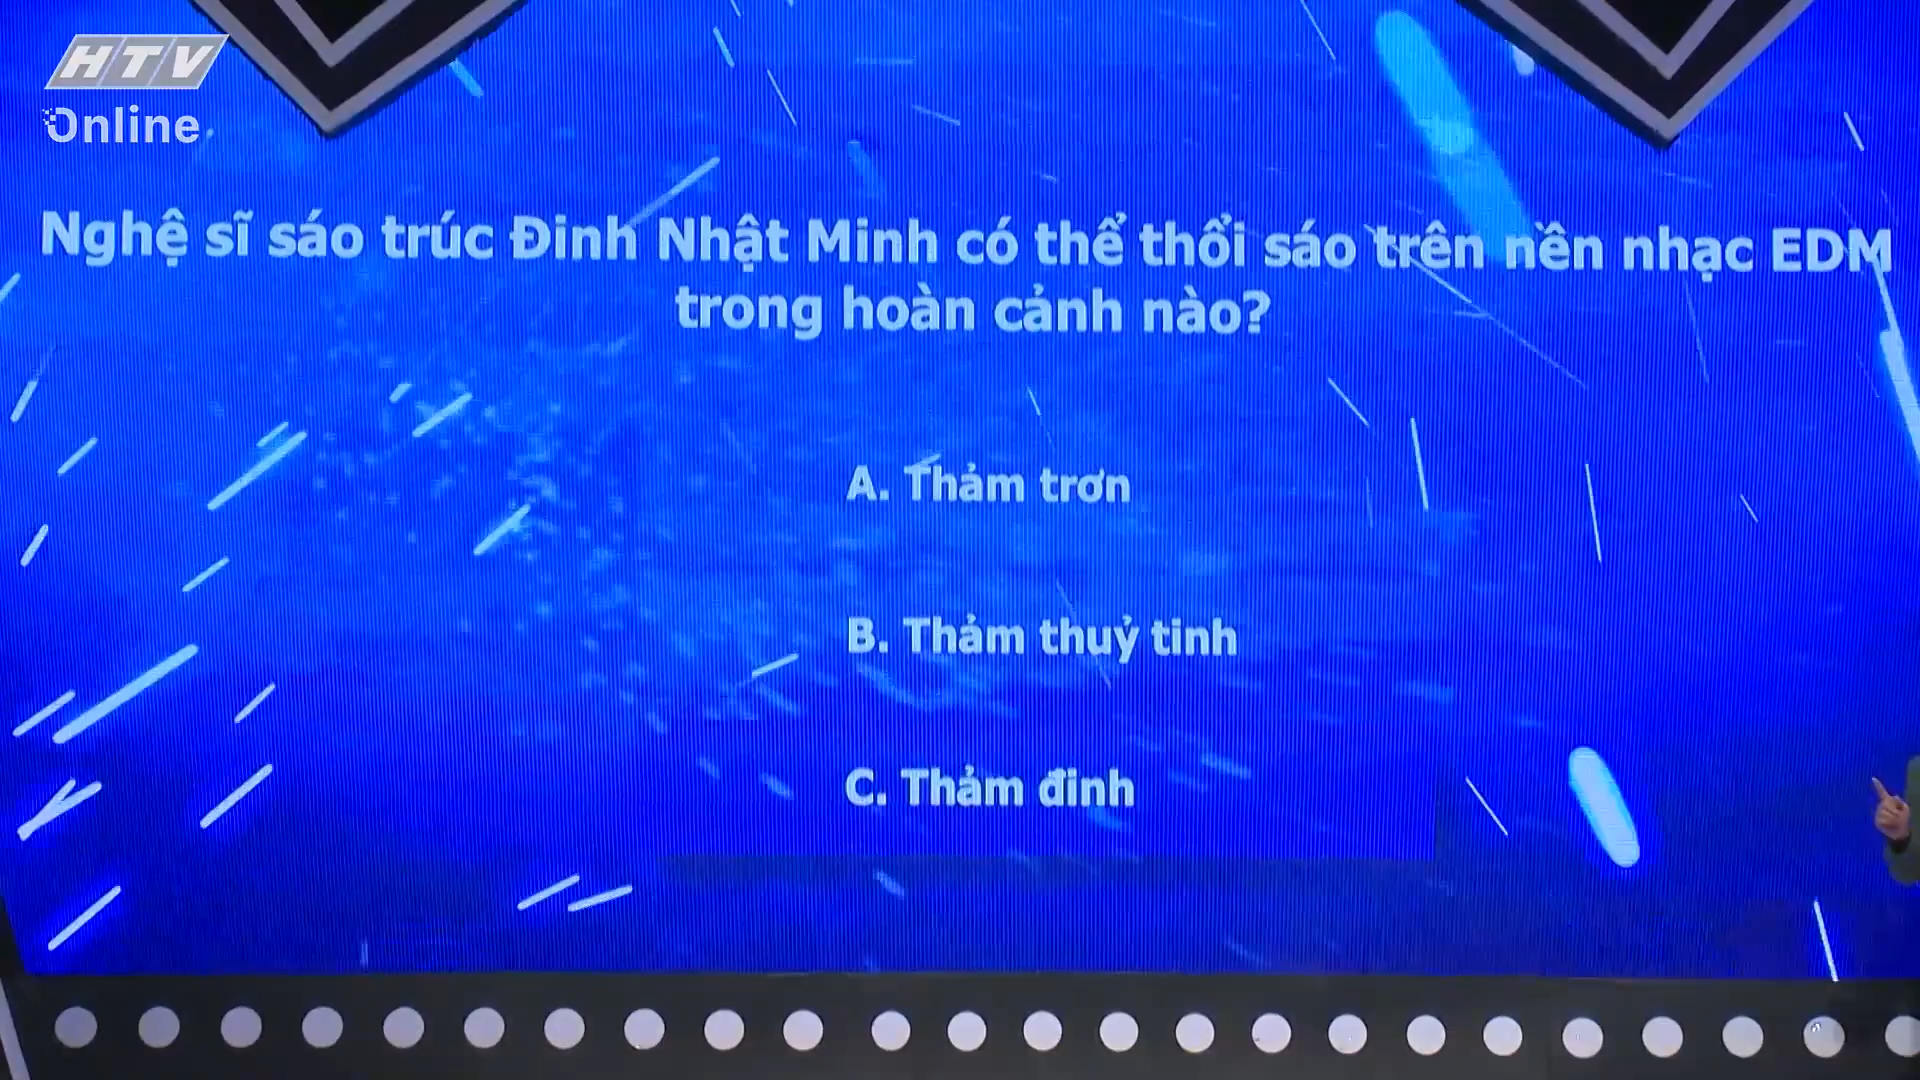 HTV
Online
Nghệ sĩ sáo trúc Đinh Nhật Minh có thể thổi sáo trên nền nhạc EDM
trong hoàn cảnh nào?
A. Thảm trơn
B. Thảm thuỷ tinh
C. Thảm đinh